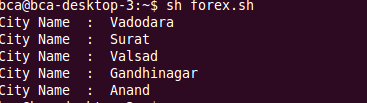 bca@bca-desktop-3:~$ sh forex.sh
City Name  :  Vadodara
City Name  :  Surat
City Name  :  Valsad
City Name  :  Gandhinagar
City Name  :  Anand